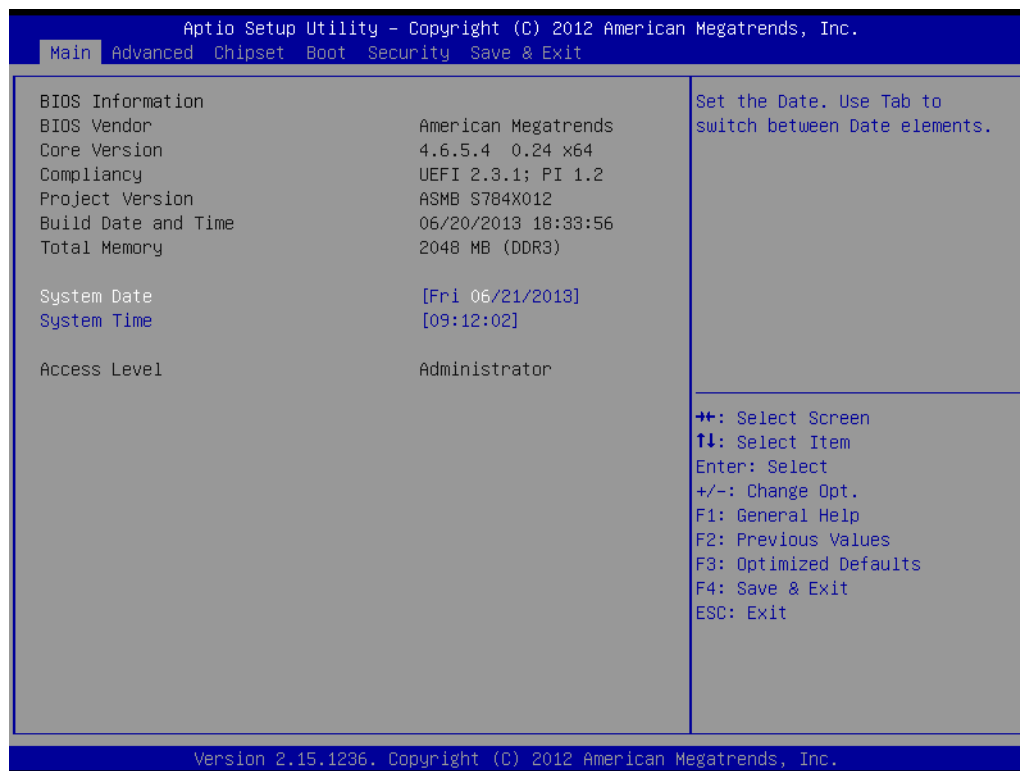 Aptio Setup Utility – Copyright (C) 2012 American Megatrends, Inc.
Main Advanced Chipset Boot Security Save & Exit
BIOS Information
BIOS Vendor American Megatrends
Core Version 4.6.5.4 0.24 x64
Compliancy UEFI 2.3.1; PI 1.2
Project Version ASMB S784X012
Build Date and Time 06/20/2013 18:33:56
Total Memory 2048 MB (DDR3)
System Date [Fri 06/21/2013]
System Time [09:12:02]
Access Level Administrator
Set the Date. Use Tab to
switch between Date elements.
→←: Select Screen
↑↓: Select Item
Enter: Select
+/-: Change Opt.
F1: General Help
F2: Previous Values
F3: Optimized Defaults
F4: Save & Exit
ESC: Exit
Version 2.15.1236. Copyright (C) 2012 American Megatrends, Inc.